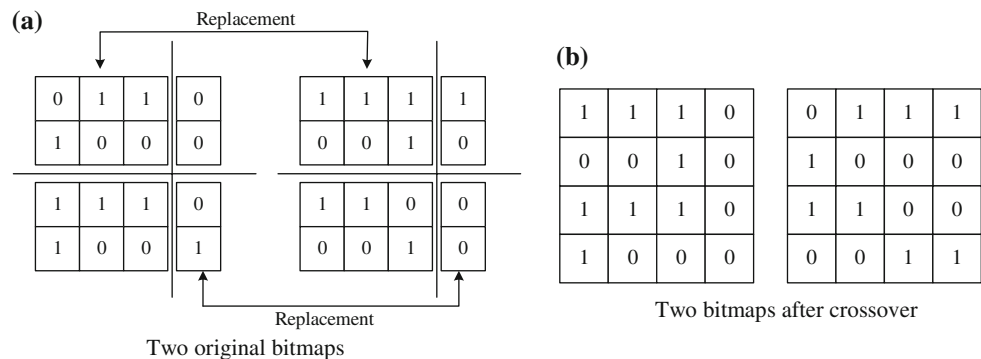 (a)
Replacement
0 1 1 0 1 1 1 1
1 0 0 0 0 0 1 0
1 1 1 0 1 1 0 0
1 0 0 1 0 0 1 0
Replacement
Two original bitmaps
(b)
1 1 1 0 0 1 1 1
0 0 1 0 1 0 0 0
1 1 1 0 1 1 0 0
1 0 0 0 0 0 1 1
Two bitmaps after crossover